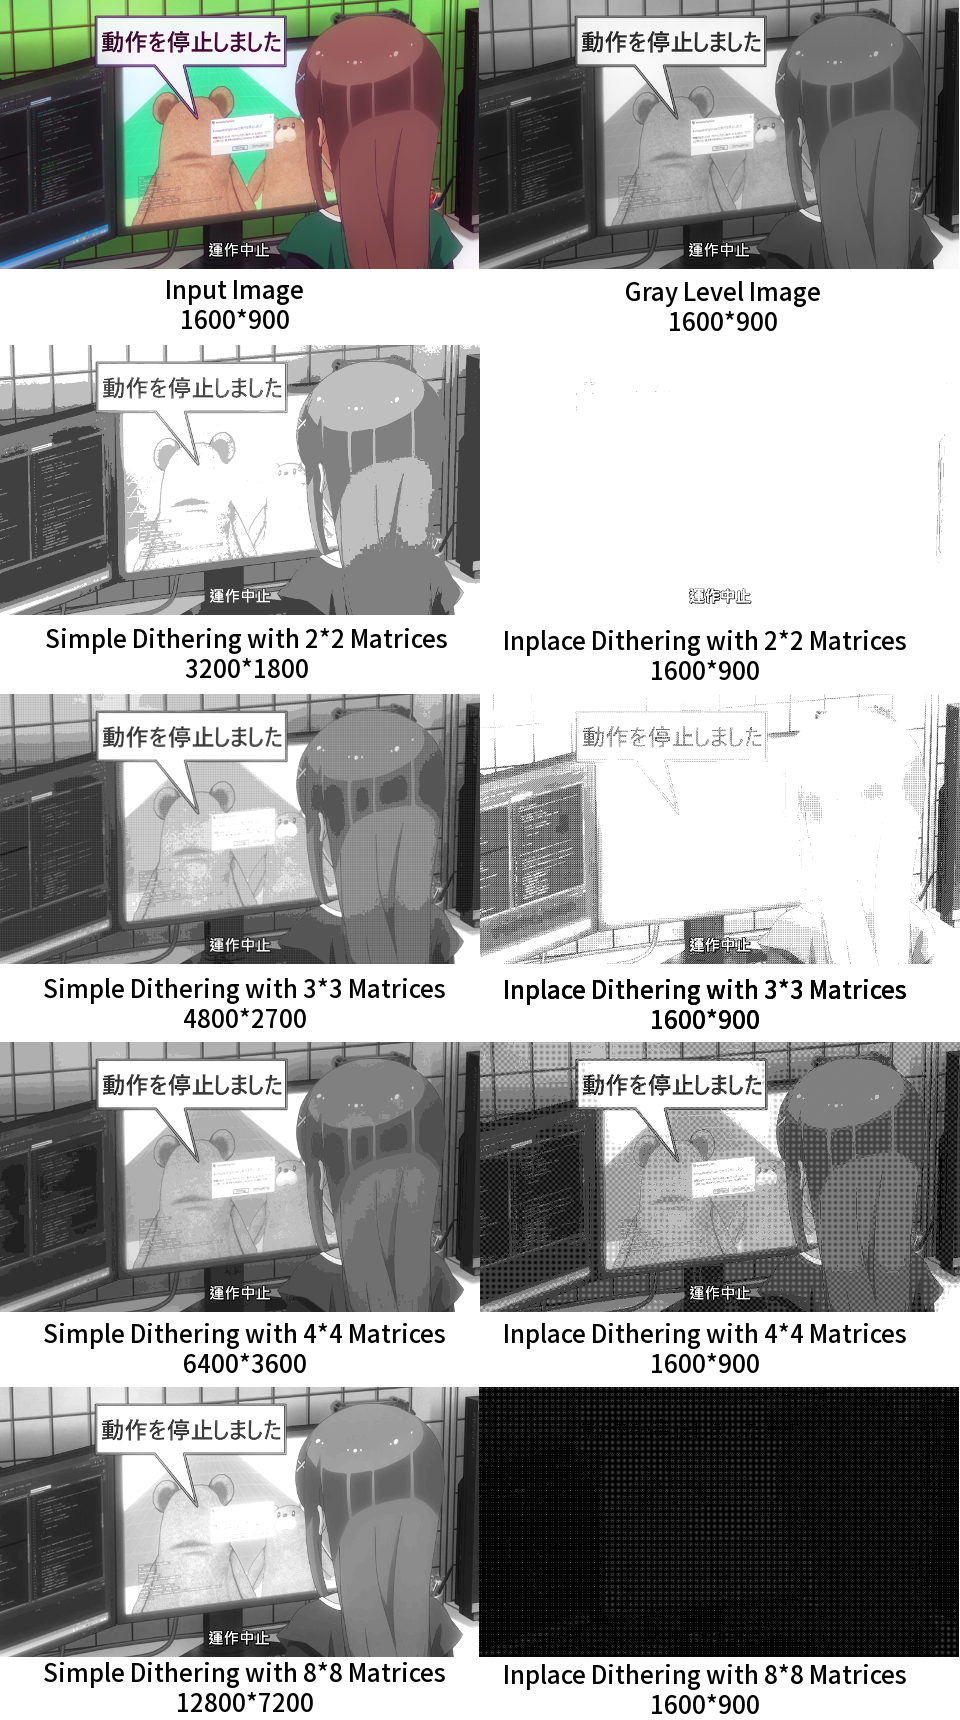 動作を停止しました
運作中止
動作を停止しました
運作中止
Input Image
1600*900
Gray Level Image
1600*900
動作を停止しました
運作中止
運作中止
Simple Dithering with 2*2 Matrices
3200*1800
Inplace Dithering with 2*2 Matrices
1600*900
動作を停止しました
運作中止
動作を停止しました
運作中止
Simple Dithering with 3*3 Matrices
4800*2700
Inplace Dithering with 3*3 Matrices
1600*900
動作を停止しました
運作中止
動作を停止しました
運作中止
Simple Dithering with 4*4 Matrices
6400*3600
Inplace Dithering with 4*4 Matrices
1600*900
動作を停止しました
運作中止
Simple Dithering with 8*8 Matrices
12800*7200
Inplace Dithering with 8*8 Matrices
1600*900